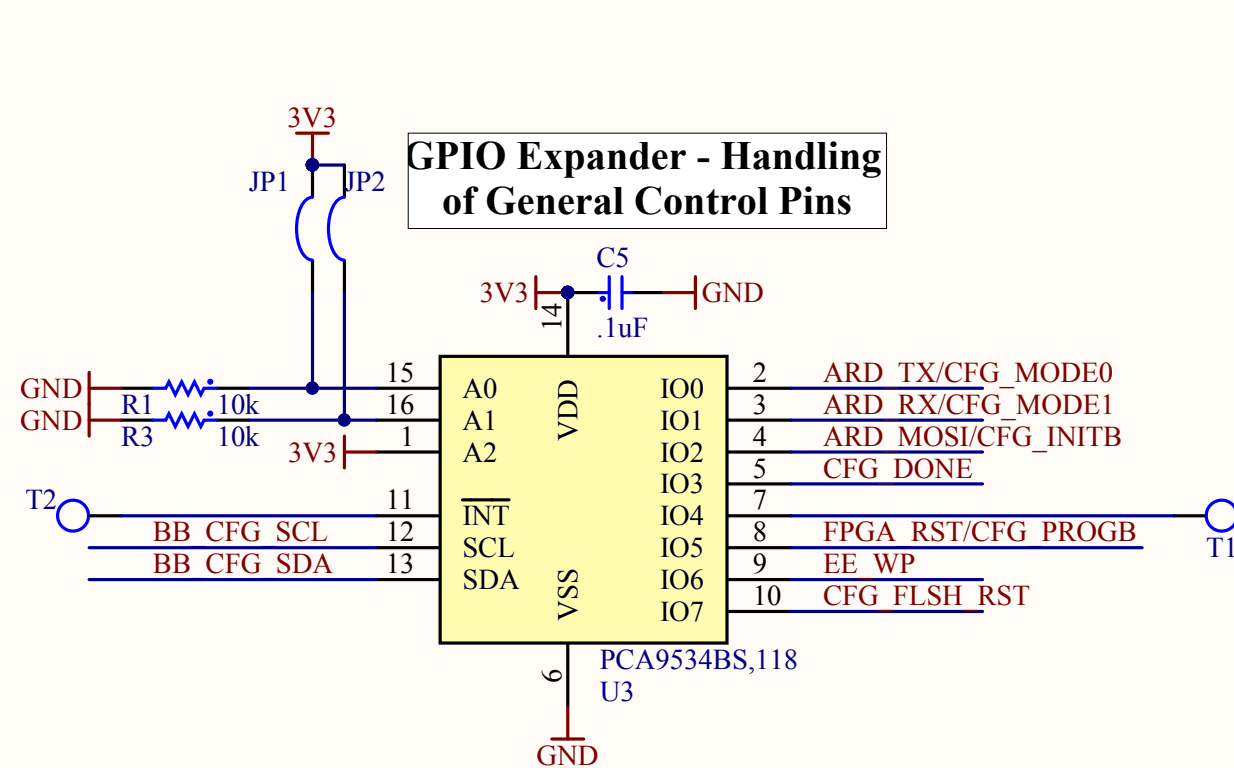 3V3
JP1
JP2
GPIO Expander - Handling
of General Control Pins
C5
3V3
GND
14
.1uF
GND
R1
10k
15
A0
VDD
IO0
2
ARD_TX/CFG_MODE0
GND
R3
10k
16
A1
IO1
3
ARD_RX/CFG_MODE1
3V3
1
A2
IO2
4
ARD_MOSI/CFG_INITB
IO3
5
CFG_DONE
T2
11
INT
IO4
7
T1
BB_CFG_SCL
12
SCL
IO5
8
FPGA_RST/CFG_PROGB
BB_CFG_SDA
13
SDA
VSS
IO6
9
EE_WP
IO7
10
CFG_FLSH_RST
6
PCA9534BS,118
U3
GND